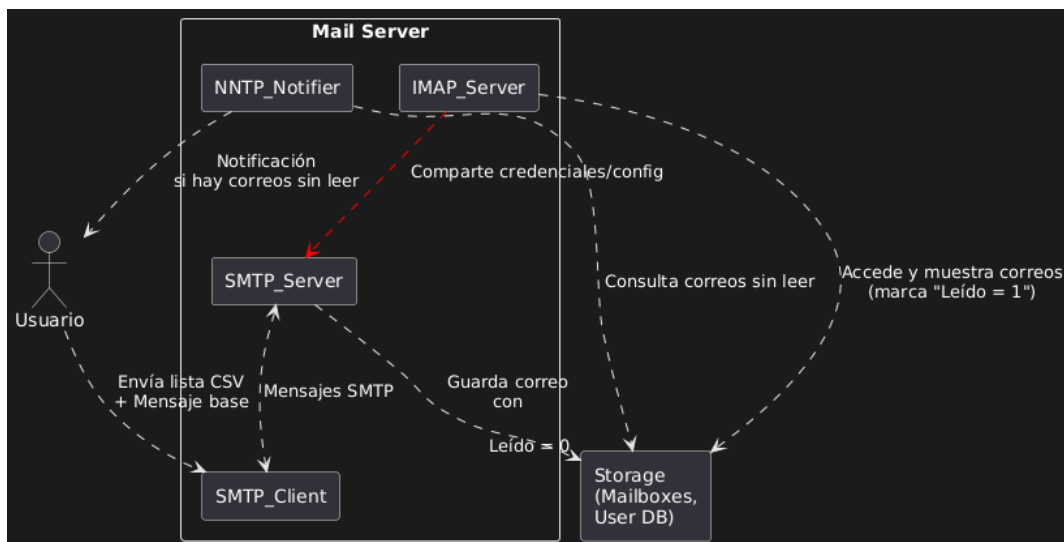 Mail Server
NNTP_Notifier
IMAP_Server
Notificación
si hay correos sin leer
Comparte credenciales/config
SMTP_Server
Consulta correos sin leer
Accede y muestra correos
(marca "Leído = 1")
Usuario
Envía lista CSV
+ Mensaje base
Mensajes SMTP
Guarda correo
con
Leído = 0
SMTP_Client
Storage
(Mailboxes,
User DB)